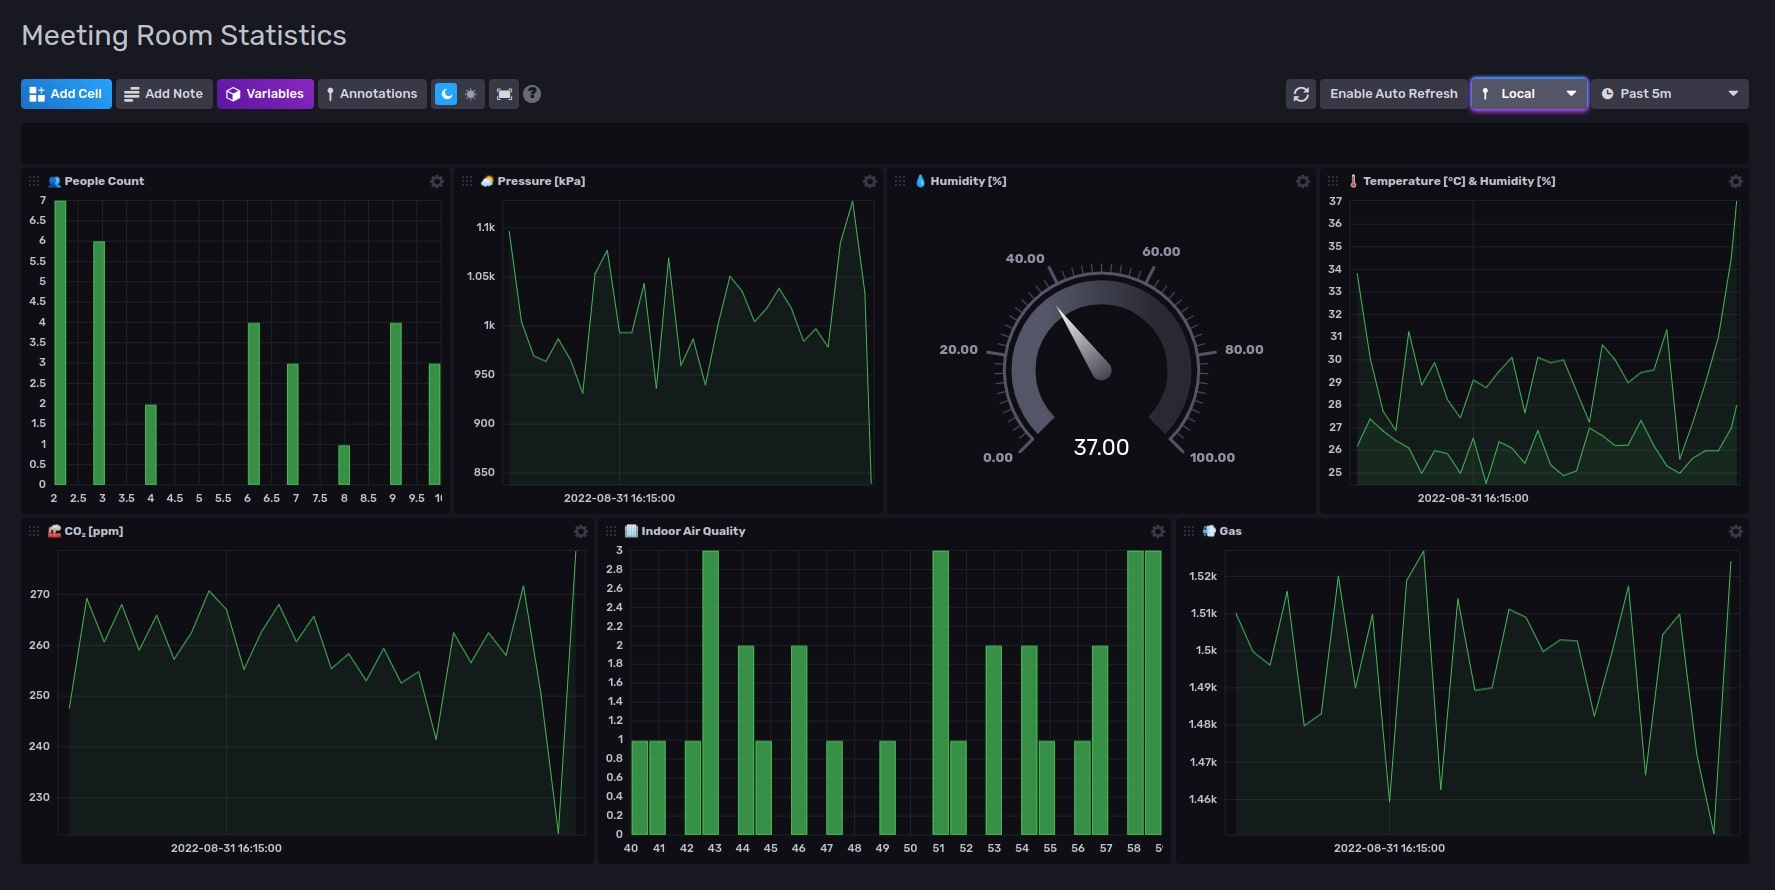 Meeting Room Statistics
Add Cell Add Note Variables Annotations ? Enable Auto Refresh Local Past 5m
People Count
7
6.5
6
5.5
5
4.5
4
3.5
3
2.5
2
1.5
1
0.5
0
2 2.5 3 3.5 4 4.5 5 5.5 6 6.5 7 7.5 8 8.5 9 9.5
Pressure [kPa]
1.1k
1.05k
1k
950
900
850
2022-08-31 16:15:00
Humidity [%]
40.00 60.00
20.00 80.00
0.00 37.00 100.00
Temperature [°C] & Humidity [%]
37
36
35
34
33
32
31
30
29
28
27
26
25
2022-08-31 16:15:00
CO₂ [ppm]
270
260
250
240
230
2022-08-31 16:15:00
Indoor Air Quality
3
2.8
2.6
2.4
2.2
2
1.8
1.6
1.4
1.2
1
0.8
0.6
0.4
0.2
0
40 41 42 43 44 45 46 47 48 49 50 51 52 53 54 55 56 57 58
Gas
1.52k
1.51k
1.5k
1.49k
1.48k
1.47k
1.46k
2022-08-31 16:15:00